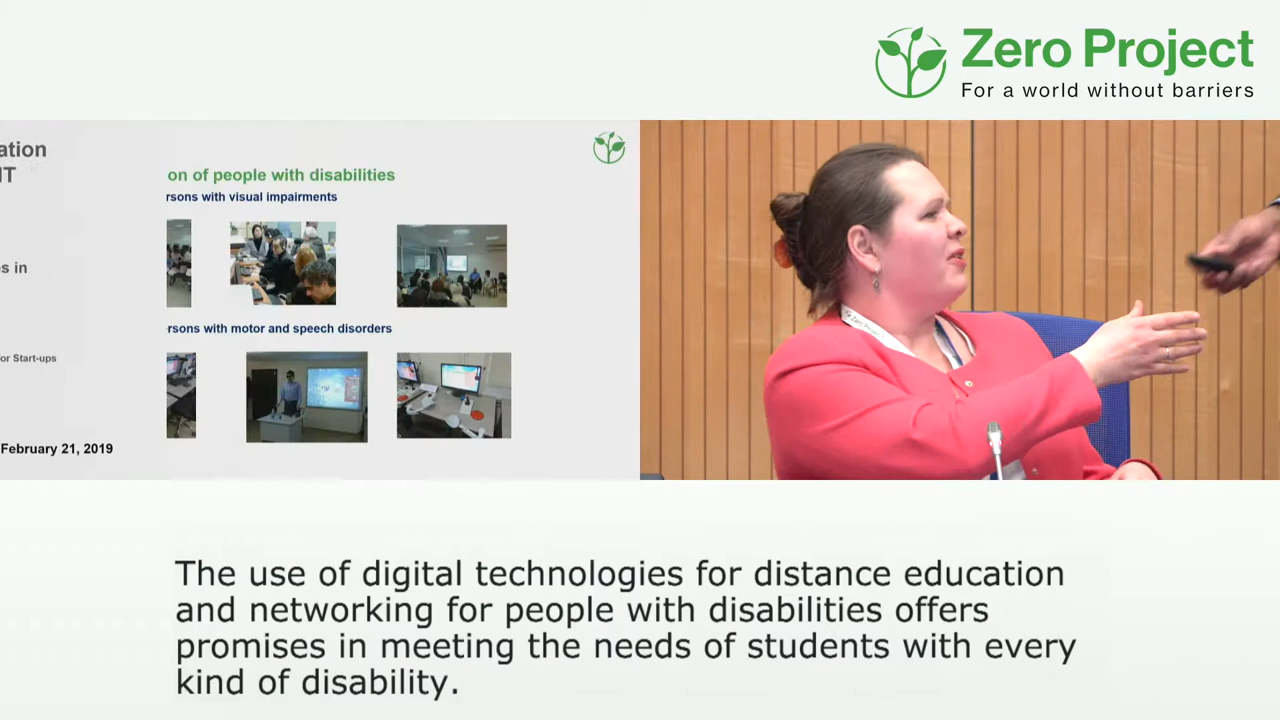 Zero Project
For a world without barriers
ation
IT
on of people with disabilities
rsons with visual impairments
s in
rsons with motor and speech disorders
or Start-ups
February 21, 2019
Zero Project
The use of digital technologies for distance education
and networking for people with disabilities offers
promises in meeting the needs of students with every
kind of disability.